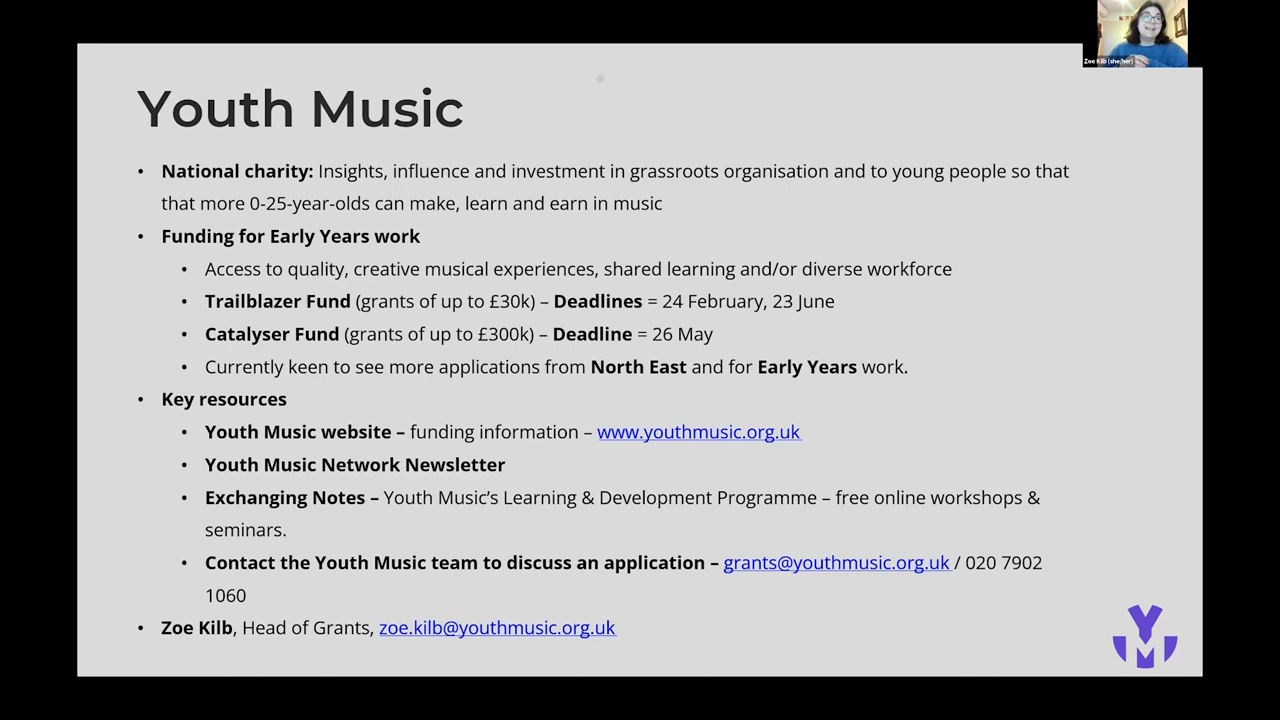 Zoe Kilb (she/her)
Youth Music
• National charity: Insights, influence and investment in grassroots organisation and to young people so that
that more 0-25-year-olds can make, learn and earn in music
• Funding for Early Years work
• Access to quality, creative musical experiences, shared learning and/or diverse workforce
• Trailblazer Fund (grants of up to £30k) – Deadlines = 24 February, 23 June
• Catalyser Fund (grants of up to £300k) – Deadline = 26 May
• Currently keen to see more applications from North East and for Early Years work.
• Key resources
• Youth Music website – funding information – www.youthmusic.org.uk
• Youth Music Network Newsletter
• Exchanging Notes – Youth Music’s Learning & Development Programme – free online workshops &
seminars.
• Contact the Youth Music team to discuss an application – grants@youthmusic.org.uk / 020 7902
1060
• Zoe Kilb, Head of Grants, zoe.kilb@youthmusic.org.uk
YM